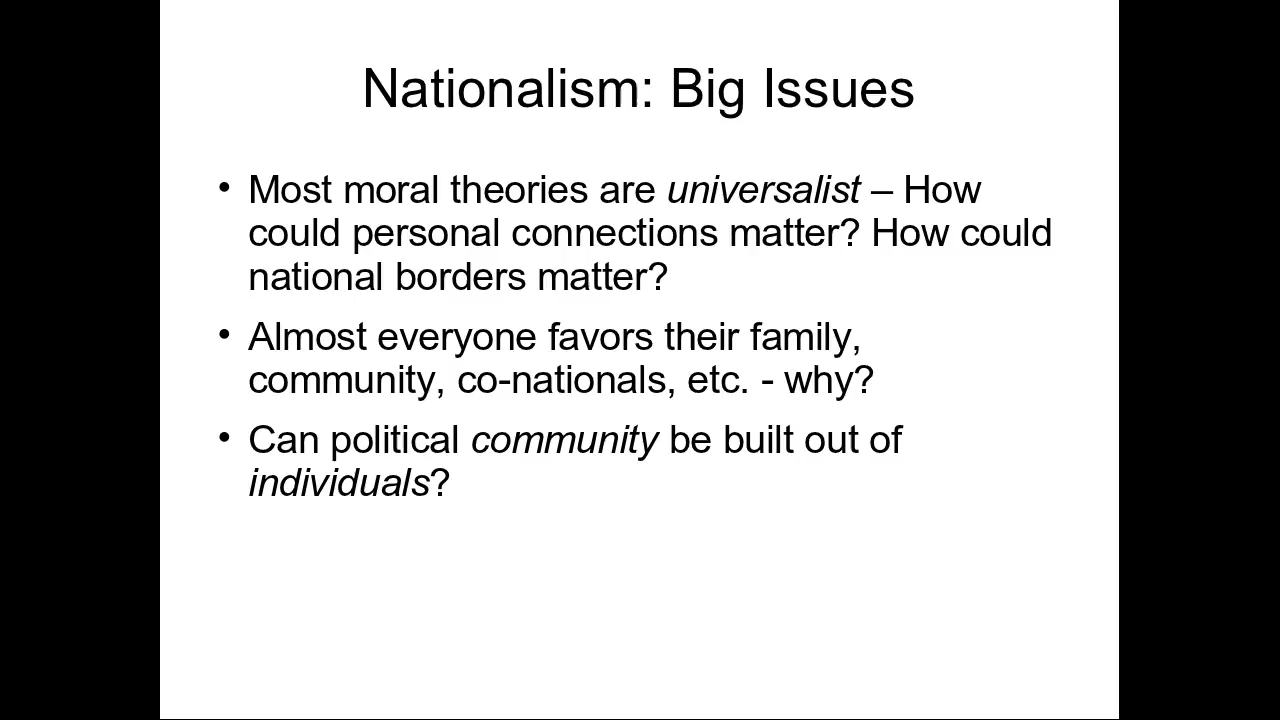 Nationalism: Big Issues
• Most moral theories are universalist – How
could personal connections matter? How could
national borders matter?
• Almost everyone favors their family,
community, co-nationals, etc. - why?
• Can political community be built out of
individuals?